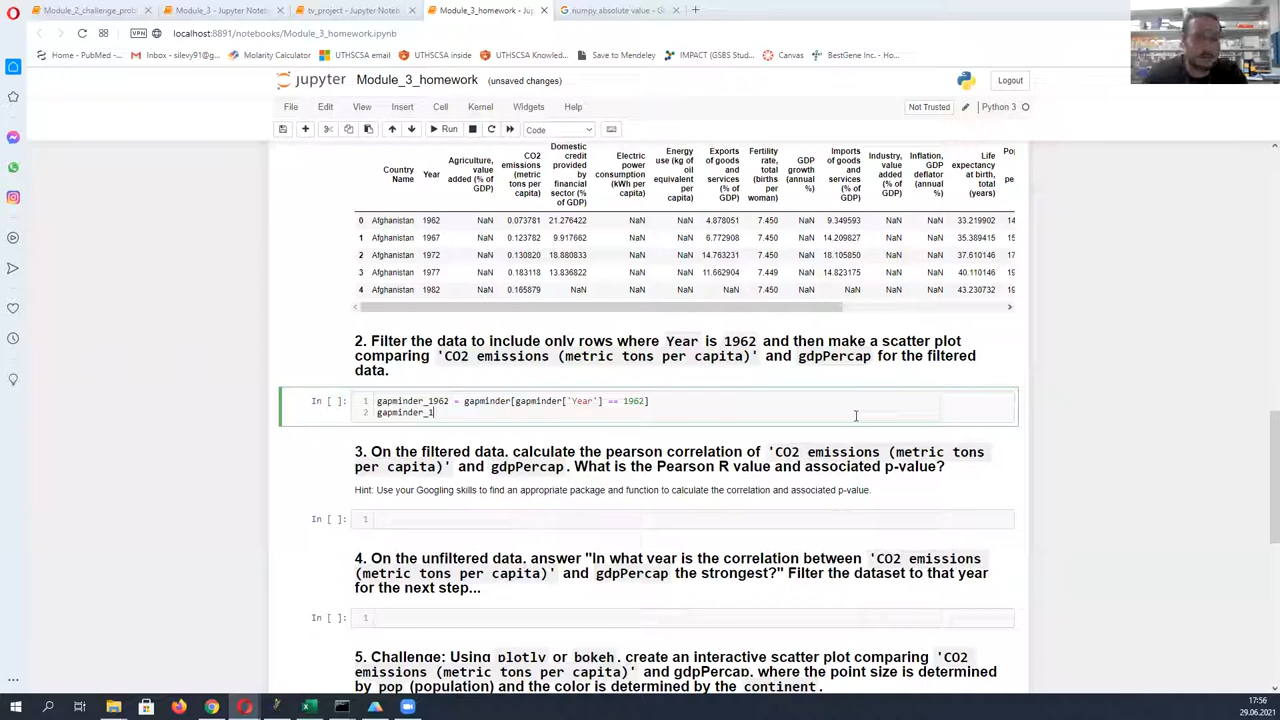 Module_2_challenge_prob
Module_3 - Jupyter Noteb
tv_project - Jupyter Noteb
Module_3_homework - Ju
numpy absolute value - G
VPN
localhost:8891/notebooks/Module_3_homework.ipynb
Home - PubMed -
Inbox - silevy91@gma
Molarity Calculator
UTHSCSA email
UTHSCSA Knowled...
Save to Mendeley
IMPACT (GSBS Stud...
Canvas
BestGene Inc. - Ho...
jupyter
Module_3_homework
(unsaved changes)
Logout
File Edit View Insert Cell Kernel Widgets Help
Not Trusted
Python 3
Run
Code
Country Name
Year
Agriculture, value added (% of GDP)
CO2 emissions (metric tons per capita)
Domestic credit provided by financial sector (% of GDP)
Electric power consumption (kWh per capita)
Energy use (kg of oil equivalent per capita)
Exports of goods and services (% of GDP)
Fertility rate, total (births per woman)
GDP growth (annual %)
Imports of goods and services (% of GDP)
Industry, value added (% of GDP)
Inflation, GDP deflator (annual %)
Life expectancy at birth, total (years)
0 Afghanistan 1962 NaN 0.073781 21.276422 NaN NaN 4.878051 7.450 NaN 9.349593 NaN NaN 33.219902 14
1 Afghanistan 1967 NaN 0.123782 9.917662 NaN NaN 6.772908 7.450 NaN 14.209827 NaN NaN 35.389415 15
2 Afghanistan 1972 NaN 0.130820 18.880833 NaN NaN 14.763231 7.450 NaN 18.105850 NaN NaN 37.610146 17
3 Afghanistan 1977 NaN 0.183118 13.836822 NaN NaN 11.662904 7.449 NaN 14.823175 NaN NaN 40.110146 19
4 Afghanistan 1982 NaN 0.165879 NaN NaN NaN NaN 7.450 NaN NaN NaN NaN 43.230732 19
2. Filter the data to include only rows where Year is 1962 and then make a scatter plot
comparing 'CO2 emissions (metric tons per capita)' and gdpPercap for the filtered
data.
In [ ]:
1 gapminder_1962 = gapminder[gapminder['Year'] == 1962]
2 gapminder_1
3. On the filtered data, calculate the pearson correlation of 'CO2 emissions (metric tons
per capita)' and gdpPercap. What is the Pearson R value and associated p-value?
Hint: Use your Googling skills to find an appropriate package and function to calculate the correlation and associated p-value.
In [ ]: 1
4. On the unfiltered data, answer "In what year is the correlation between 'CO2 emissions
(metric tons per capita)' and gdpPercap the strongest?" Filter the dataset to that year
for the next step...
In [ ]: 1
5. Challenge: Using plotly or bokeh, create an interactive scatter plot comparing 'CO2
emissions (metric tons per capita)' and gdpPercap, where the point size is determined
by pop (population) and the color is determined by the continent.
17:56
29.06.2021